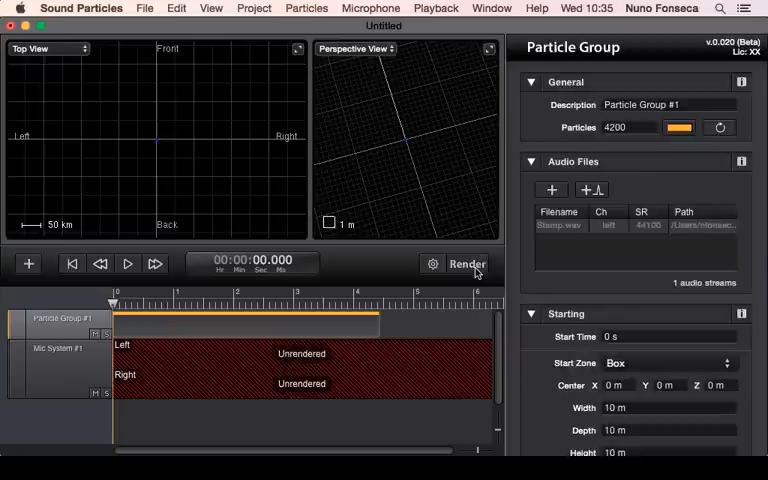 Sound Particles File Edit View Project Particles Microphone Playback Window Help Wed 10:35 Nuno Fonseca
Untitled
Top View
Front
Left
Right
Back
50 km
Perspective View
1 m
00:00:00.000
Hr Min Sec Ms
Render
0 1 2 3 4 5 6
Particle Group #1
M S
Mic System #1
M S
Left
Unrendered
Right
Unrendered
Particle Group
v.0.020 (Beta)
Lic: XX
General
Description Particle Group #1
Particles 4200
Audio Files
Filename Ch SR Path
Stamp.wav left 44100 /Users/nfonsec..
1 audio streams
Starting
Start Time 0 s
Start Zone Box
Center X 0 m Y 0 m Z 0 m
Width 10 m
Depth 10 m
Height 10 m